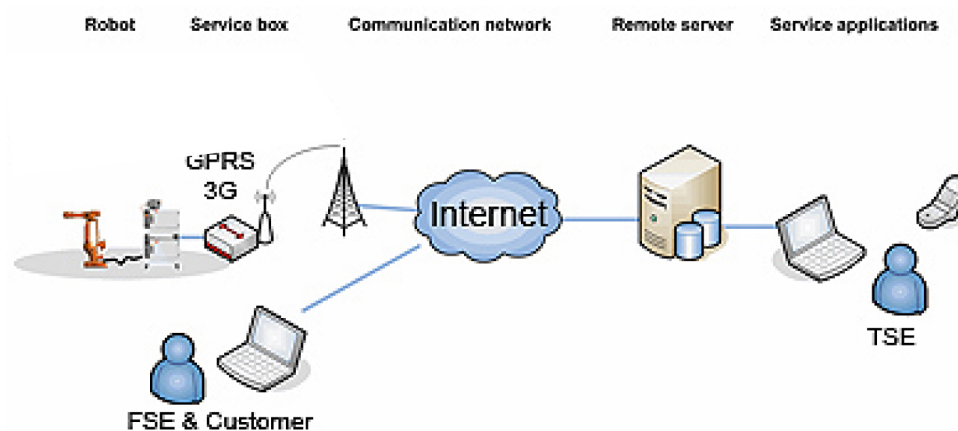 Robot Service box Communication network Remote server Service applications
GPRS
3G
Internet
TSE
FSE & Customer